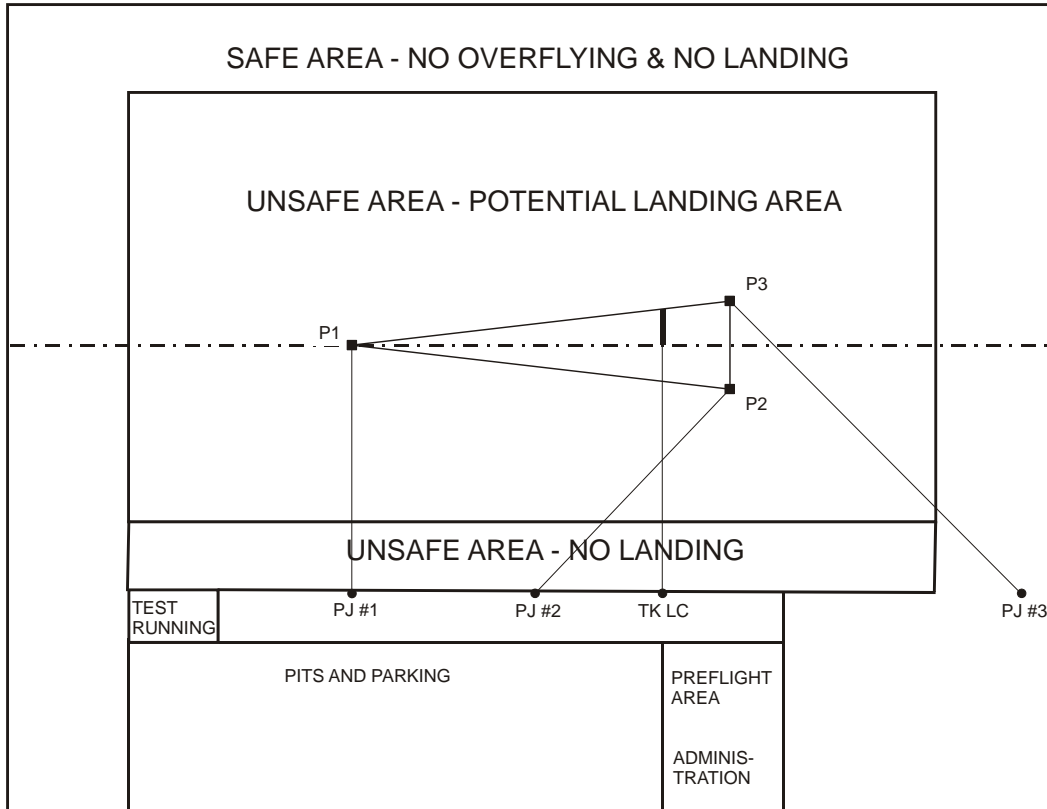 SAFE AREA - NO OVERFLYING & NO LANDING
UNSAFE AREA - POTENTIAL LANDING AREA
P3
P1
P2
UNSAFE AREA - NO LANDING
TEST
RUNNING
PJ #1
PJ #2
TK LC
PJ #3
PITS AND PARKING
PREFLIGHT
AREA
ADMINIS-
TRATION